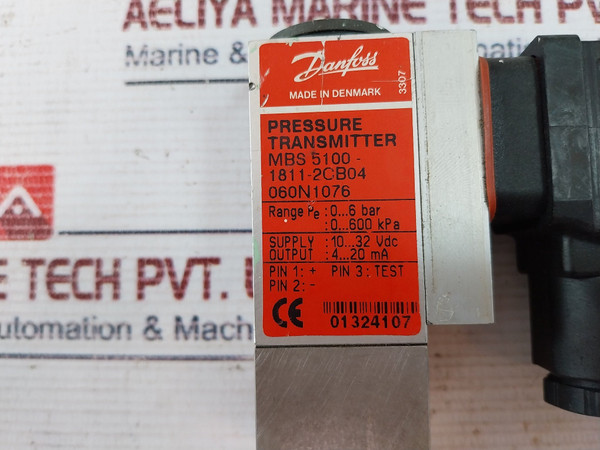 AELIYA MARINE TECH PVT.
Marine &
Danfoss
MADE IN DENMARK
3307
PRESSURE
TRANSMITTER
MBS 5100 -
1811-2CB04
060N1076
Range Pe : 0...6 bar
: 0...600 kPa
SUPPLY : 10...32 Vdc
OUTPUT : 4...20 mA
PIN 1: + PIN 3 : TEST
PIN 2: -
CE
01324107
NE TECH PVT.
Automation & Mach